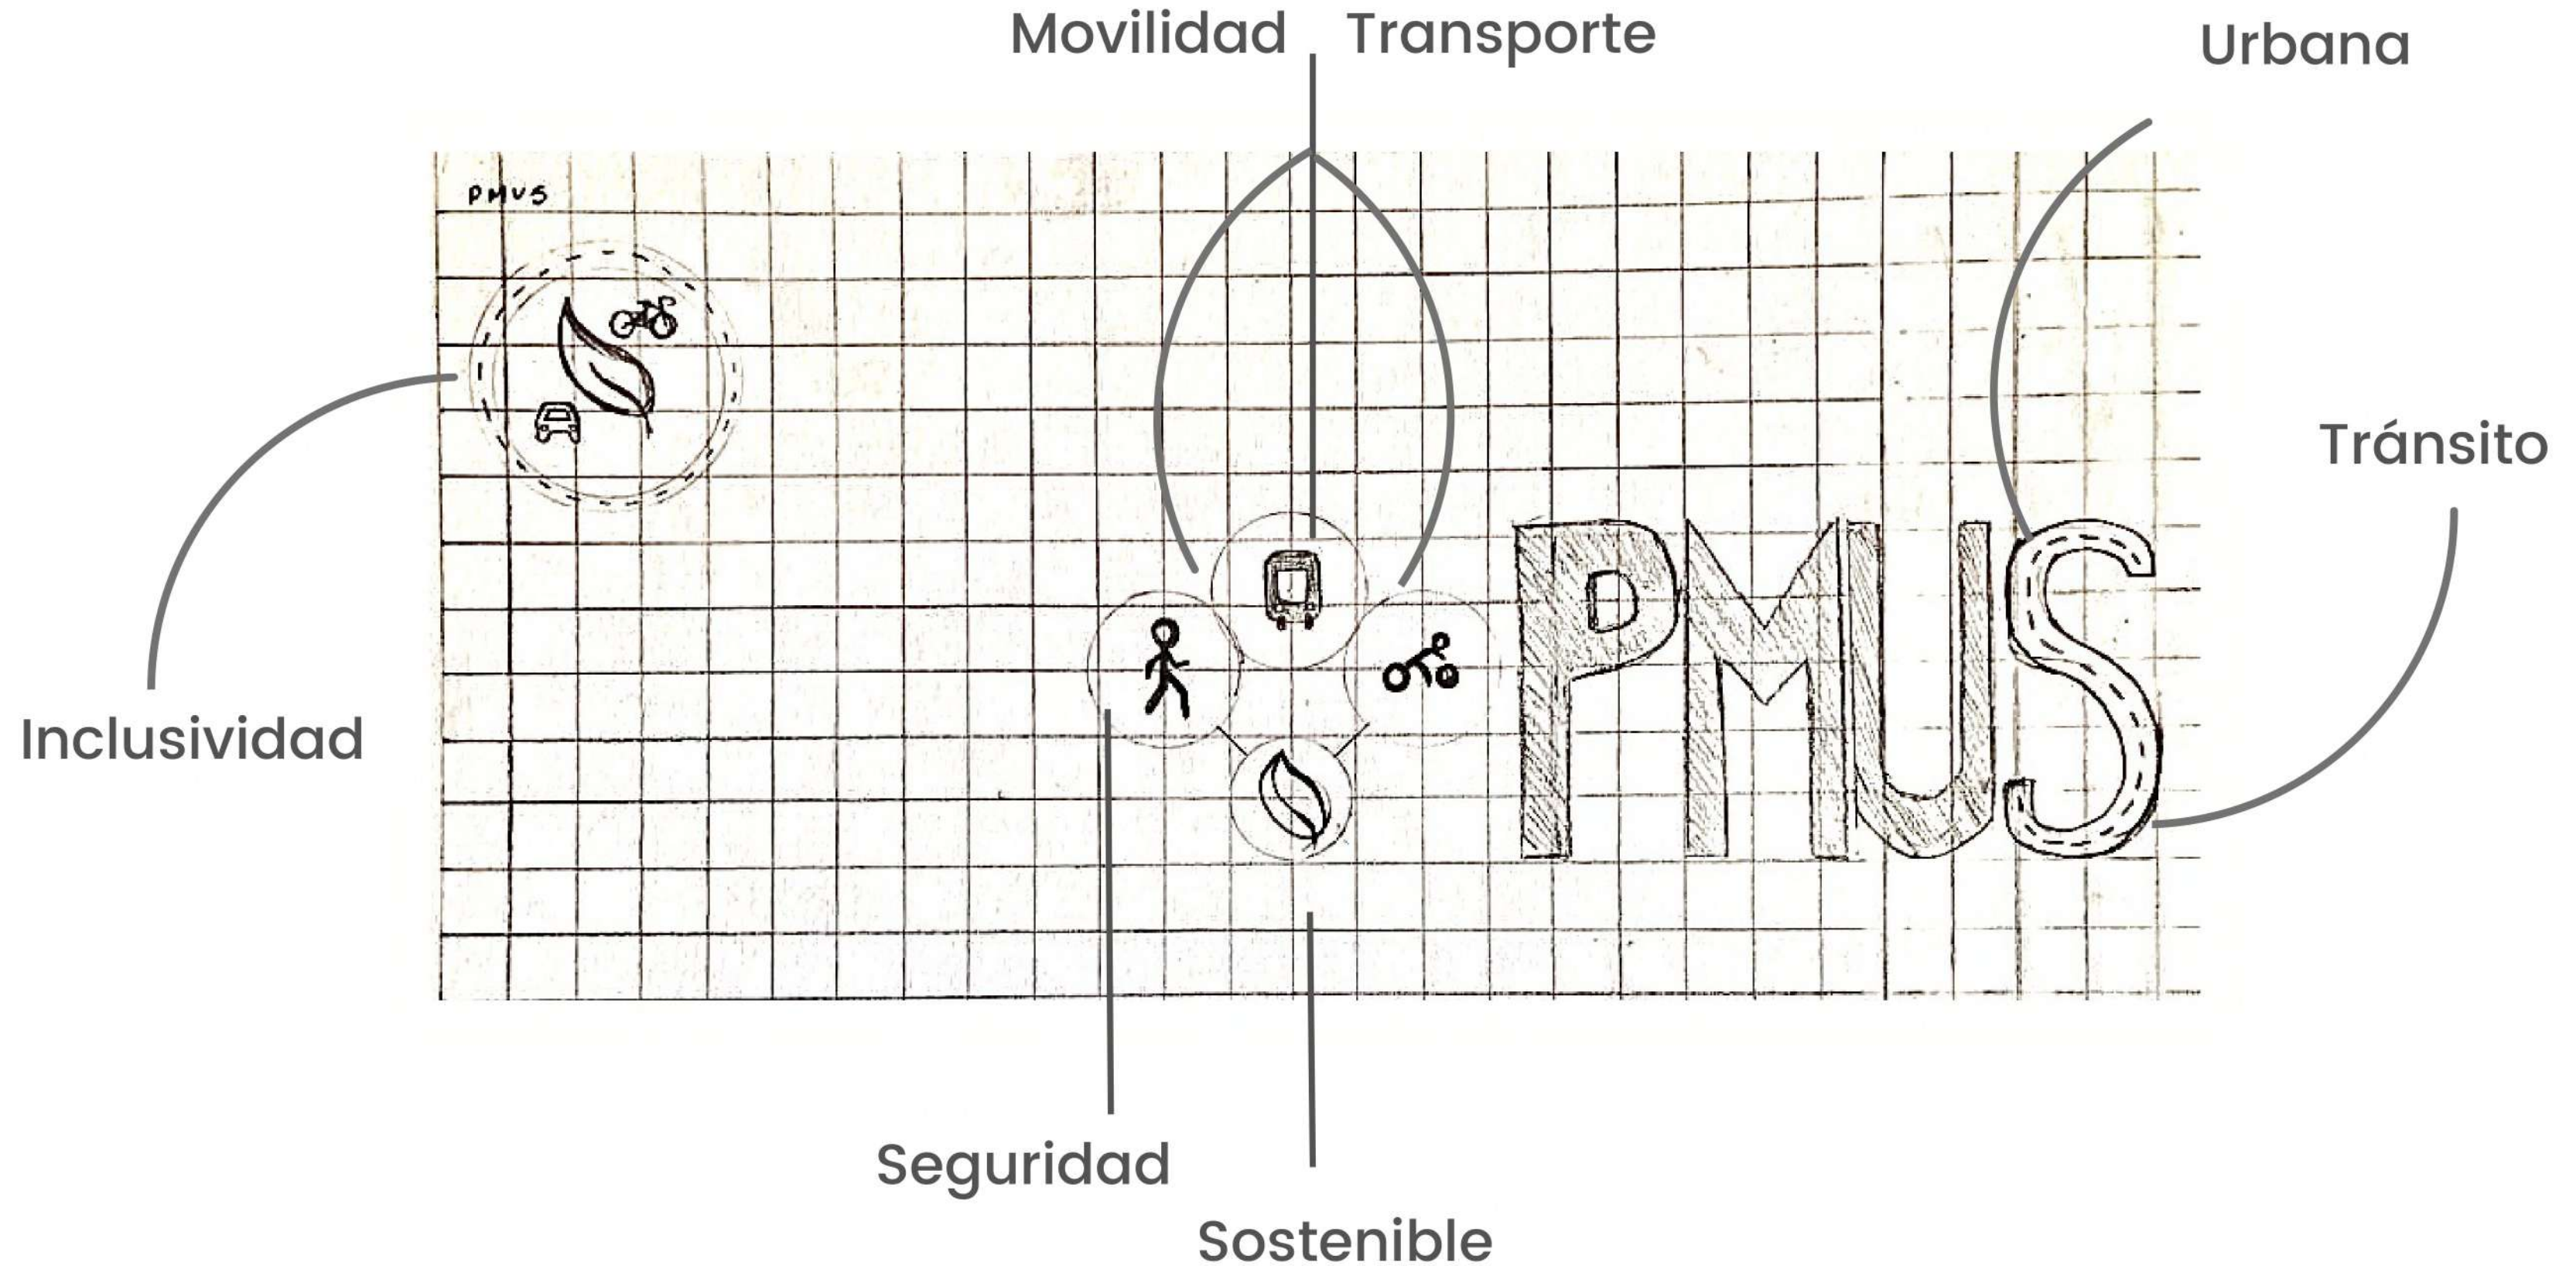 Movilidad Transporte
Urbana
PMUS
Tránsito
PMUS
Inclusividad
Seguridad
Sostenible